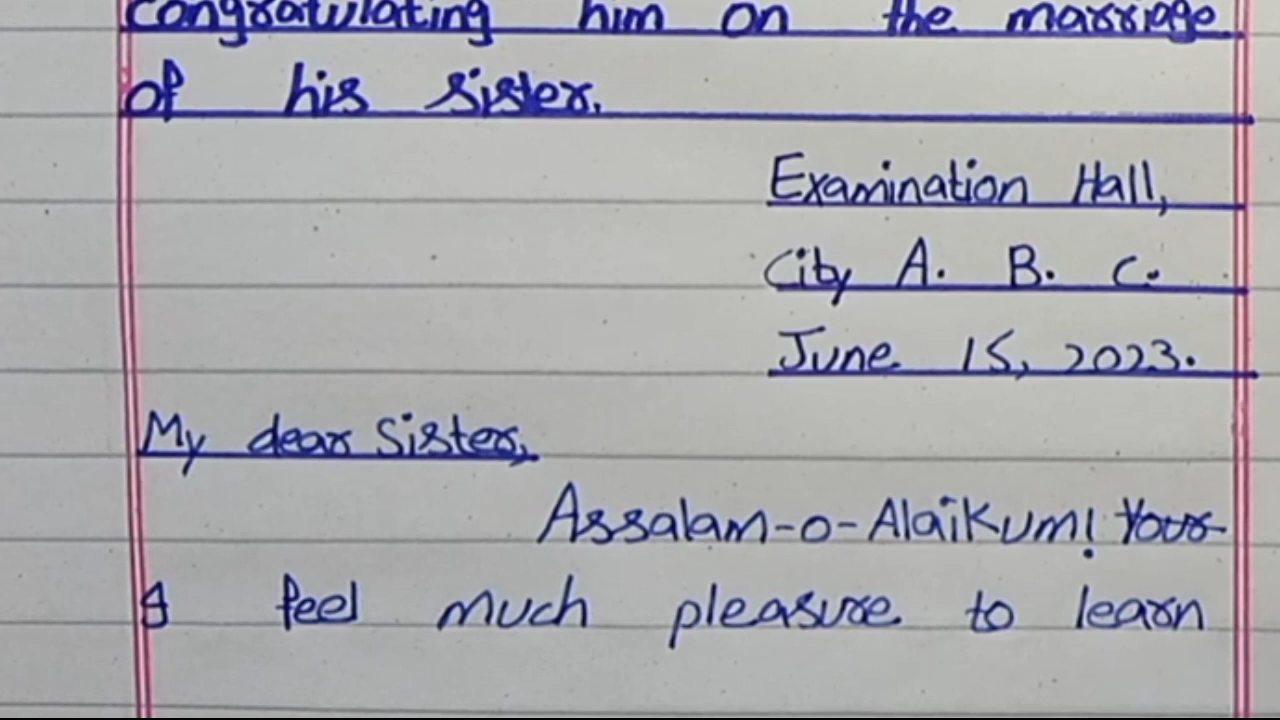 Congratulating him on the marriage
of his sister.
Examination Hall,
City A. B. C.
June 15, 2023.
My dear Sister,
Assalam-o-Alaikum! Your
I feel much pleasure to learn